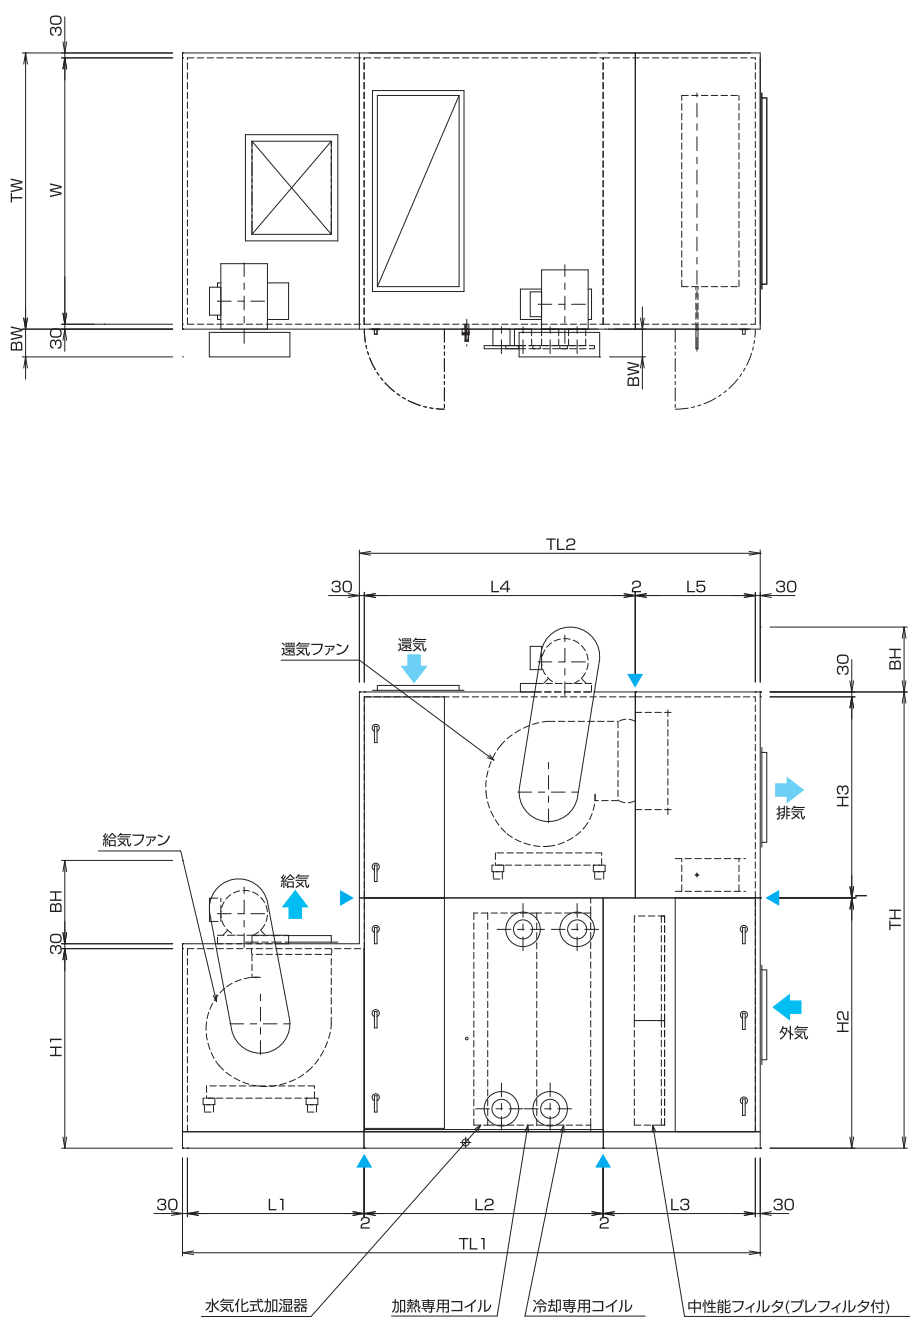 30
TW
W
BW
30
BW
TL2
30
L4
2
L5
30
還気ファン
還気
BH
30
H3
排気
給気ファン
給気
BH
30
H1
1
TH
H2
外気
30
L1
2
L2
2
L3
30
TL1
水気化式加湿器
加熱専用コイル
冷却専用コイル
中性能フィルタ(プレフィルタ付)